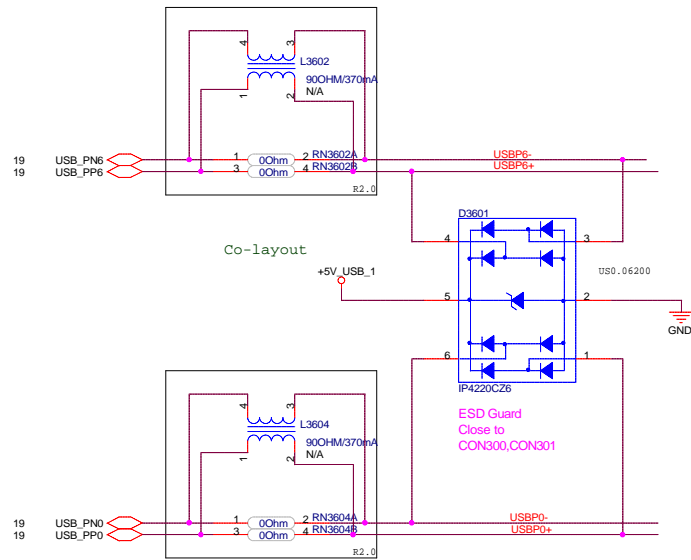 4 3
L3602
90OHM/370mA
N/A
1 2
19 USB_PN6 1 0Ohm 2 RN3602A USBP6-
19 USB_PP6 3 0Ohm 4 RN3602B USBP6+
R2.0
D3601
4 3
Co-layout
+5V_USB_1
US0.06200
5 2
GND
6 1
IP4220CZ6
ESD Guard
Close to
CON300,CON301
4 3
L3604
90OHM/370mA
N/A
1 2
19 USB_PN0 1 0Ohm 2 RN3604A USBP0-
19 USB_PP0 3 0Ohm 4 RN3604B USBP0+
R2.0